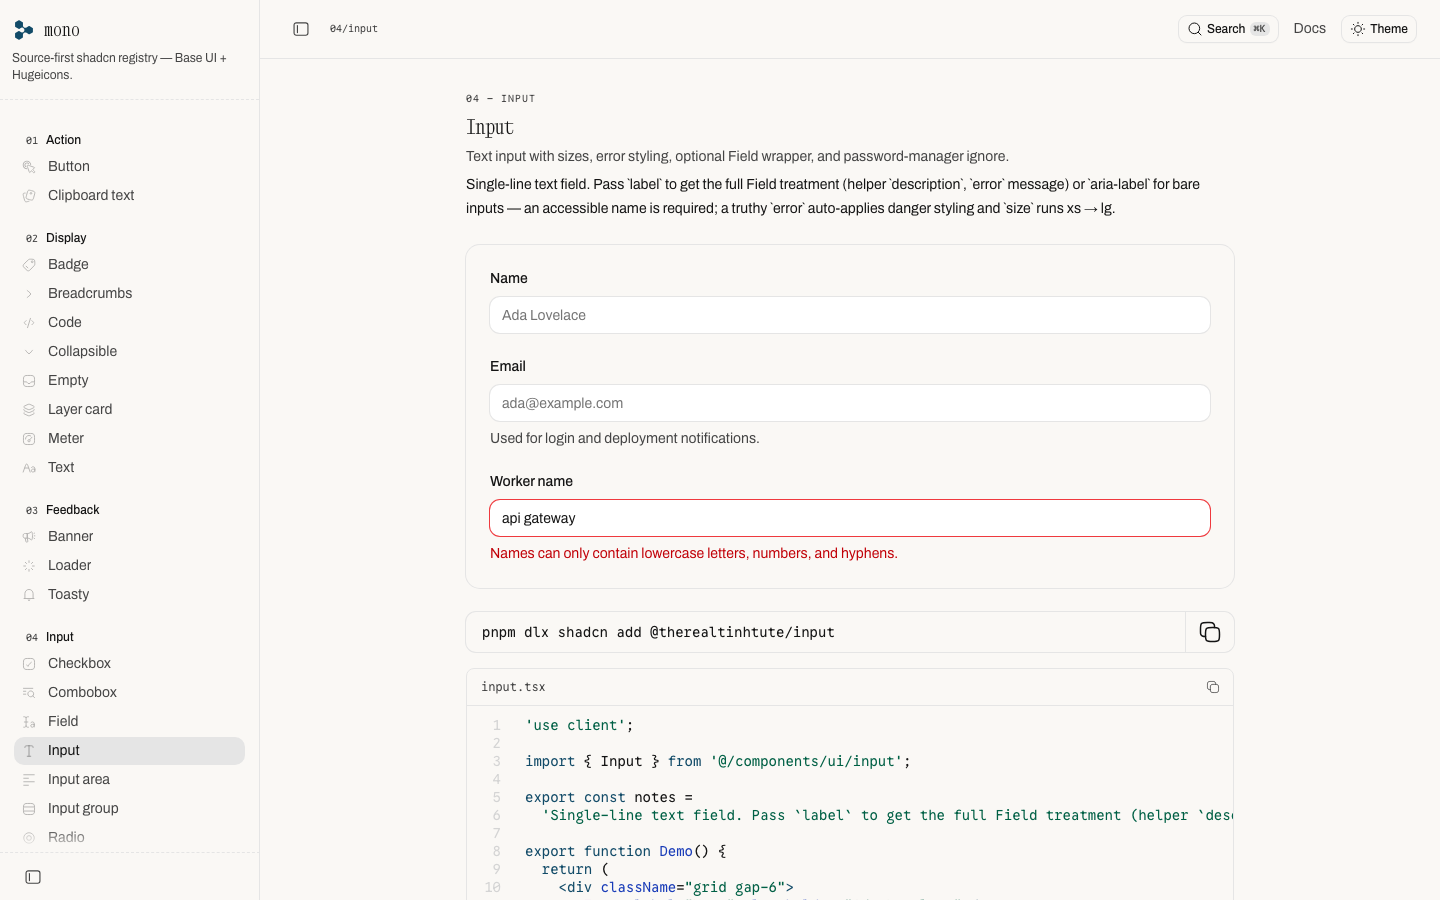 mono
Source-first shadcn registry — Base UI +
Hugeicons.
01 Action
Button
Clipboard text
02 Display
Badge
Breadcrumbs
Code
Collapsible
Empty
Layer card
Meter
Text
03 Feedback
Banner
Loader
Toasty
04 Input
Checkbox
Combobox
Field
Input
Input area
Input group
Radio
04/input
Search ⌘K
Docs
Theme
04 — INPUT
Input
Text input with sizes, error styling, optional Field wrapper, and password-manager ignore.
Single-line text field. Pass `label` to get the full Field treatment (helper `description`, `error` message) or `aria-label` for bare
inputs — an accessible name is required; a truthy `error` auto-applies danger styling and `size` runs xs → lg.
Name
Ada Lovelace
Email
ada@example.com
Used for login and deployment notifications.
Worker name
api gateway
Names can only contain lowercase letters, numbers, and hyphens.
pnpm dlx shadcn add @therealtinhtute/input
input.tsx
1 'use client';
2
3 import { Input } from '@/components/ui/input';
4
5 export const notes =
6 'Single-line text field. Pass `label` to get the full Field treatment (helper `desc
7
8 export function Demo() {
9 return (
10 <div className="grid gap-6">